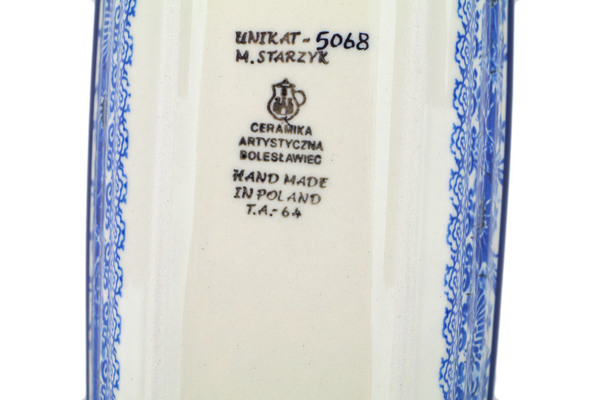 UNIKAT-5068
M. STARZYK
CERAMIKA
ARTYSTYCZNA
BOLESŁAWIEC
HAND MADE
IN POLAND
T.A.-64